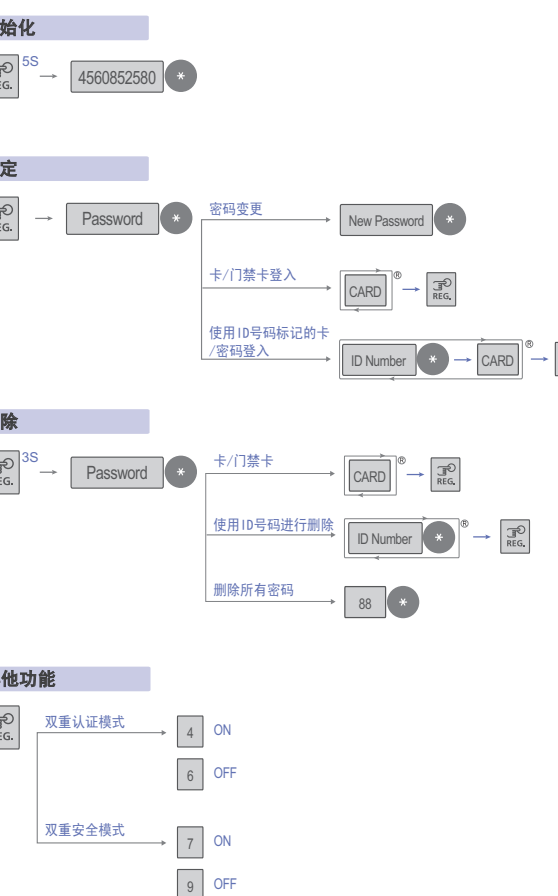 始化
EG.
5S
4560852580
*
定
EG.
Password
*
密码变更
New Password
*
卡/门禁卡登入
CARD
®
REG.
使用ID号码标记的卡
/密码登入
ID Number
*
CARD
®
除
EG.
3S
Password
*
卡/门禁卡
CARD
®
REG.
使用ID号码进行删除
ID Number
*
®
REG.
删除所有密码
88
*
他功能
EG.
双重认证模式
4
ON
6
OFF
双重安全模式
7
ON
9
OFF